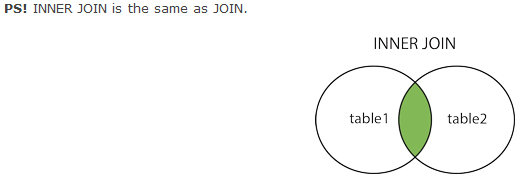 PS! INNER JOIN is the same as JOIN.
INNER JOIN
table1
table2